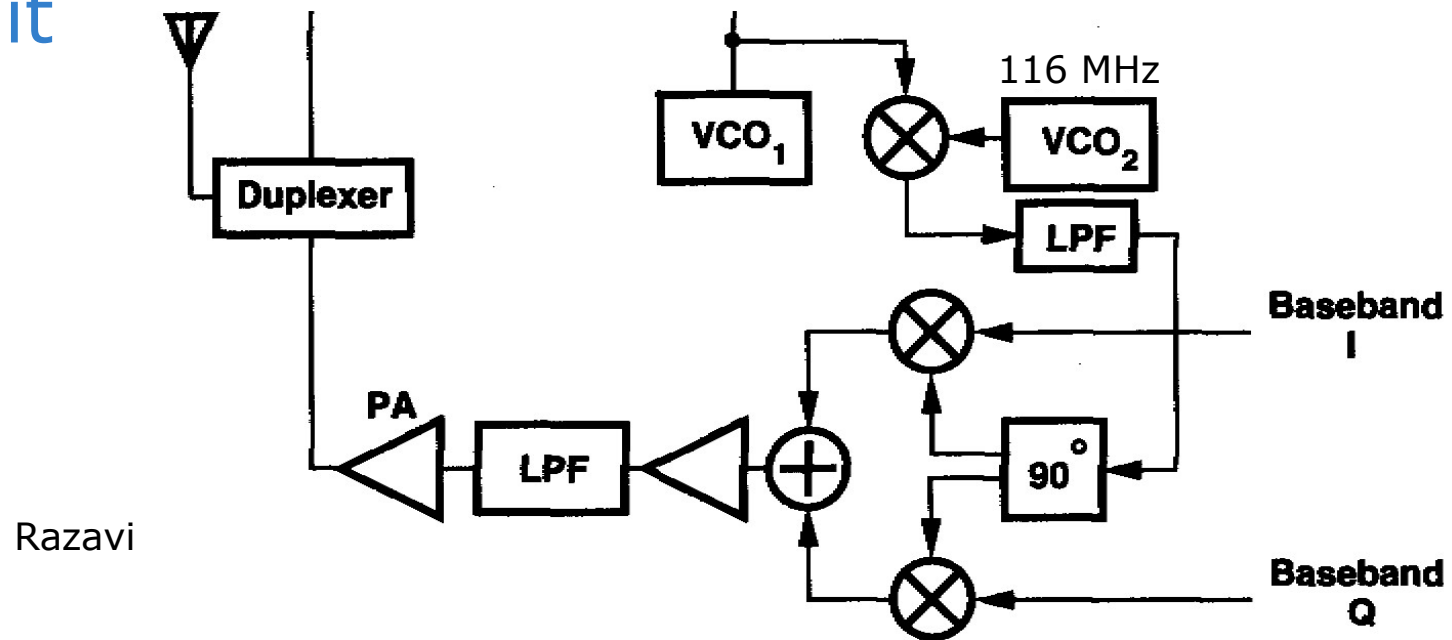 it
116 MHz
VCO1
VCO2
Duplexer
LPF
Baseband
I
PA
LPF
90°
Razavi
Baseband
Q